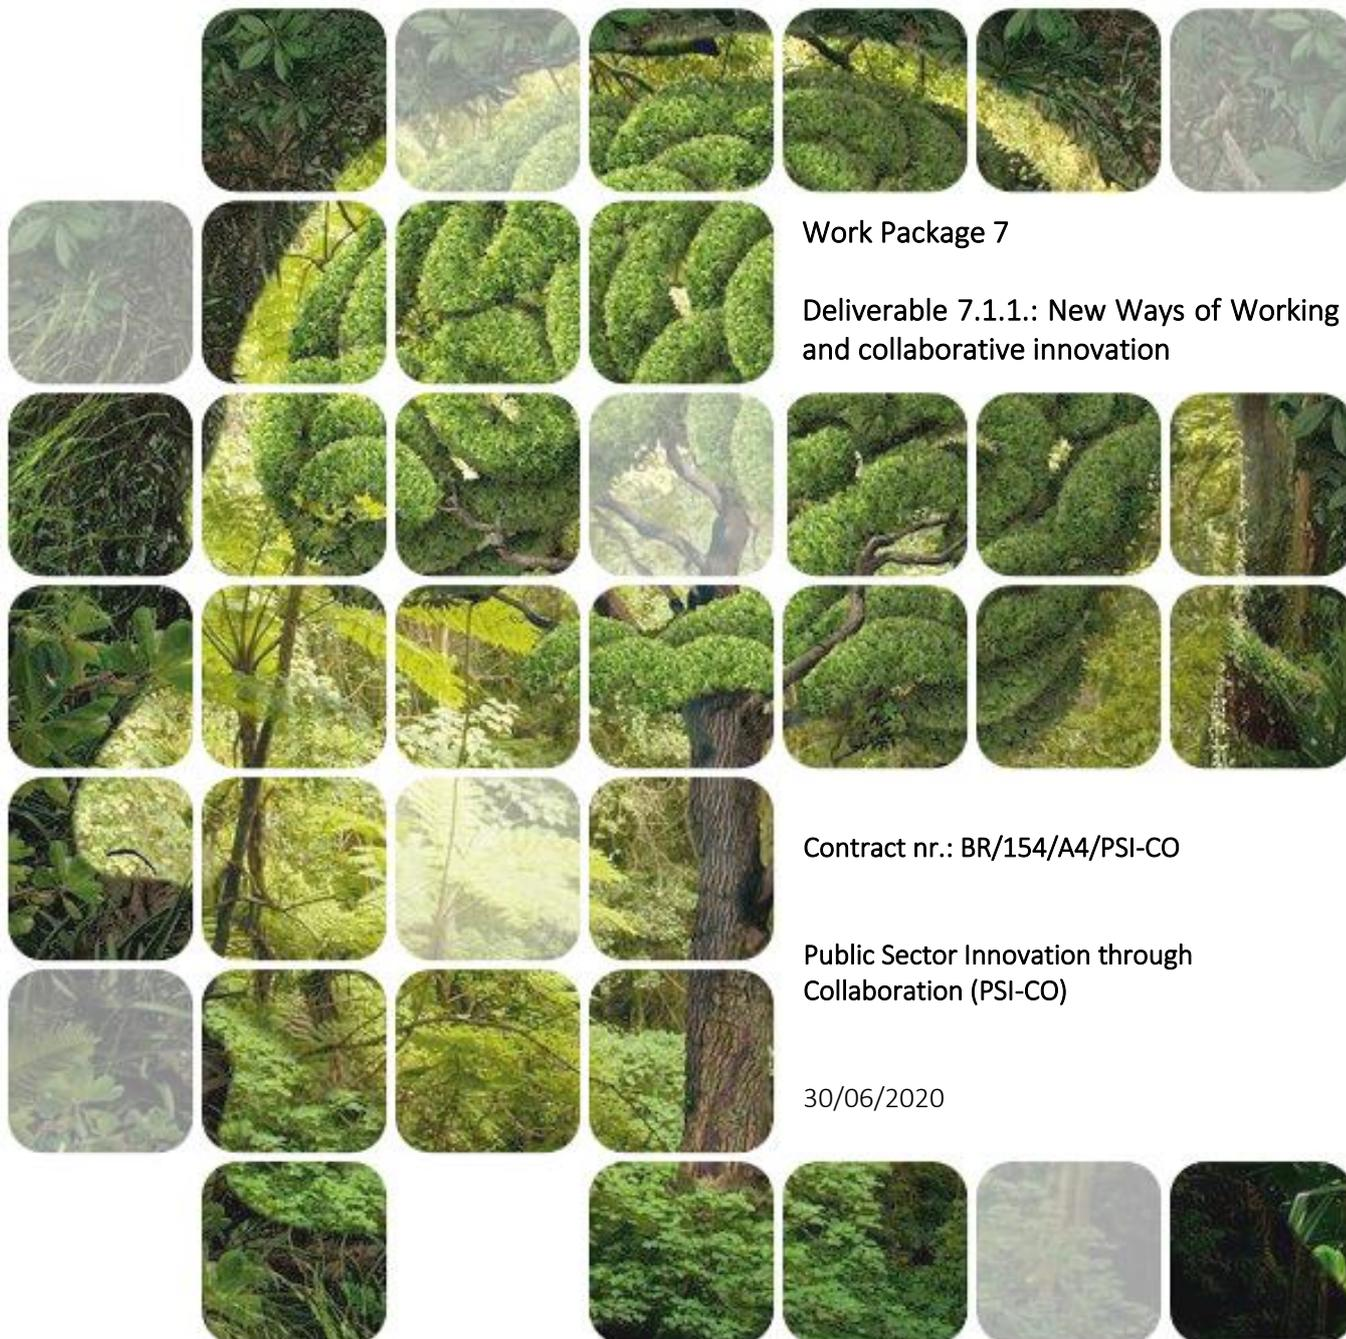 Work Package 7
Deliverable 7.1.1.: New Ways of Working
and collaborative innovation
Contract nr.: BR/154/A4/PSI-CO
Public Sector Innovation through
Collaboration (PSI-CO)
30/06/2020